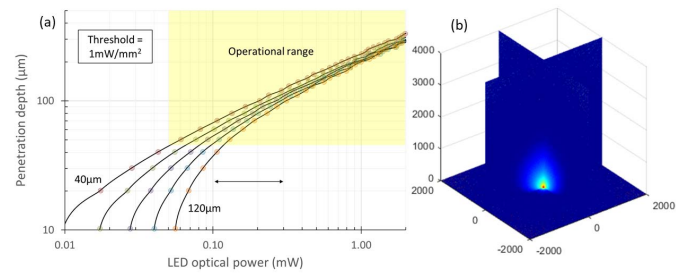 (a)
Threshold =
1mW/mm²
Operational range
Penetration depth (µm)
100
10
40µm
120µm
0.01
0.10
1.00
LED optical power (mW)
(b)
4000
3000
2000
1000
0
2000
0
-2000
-2000
0
2000